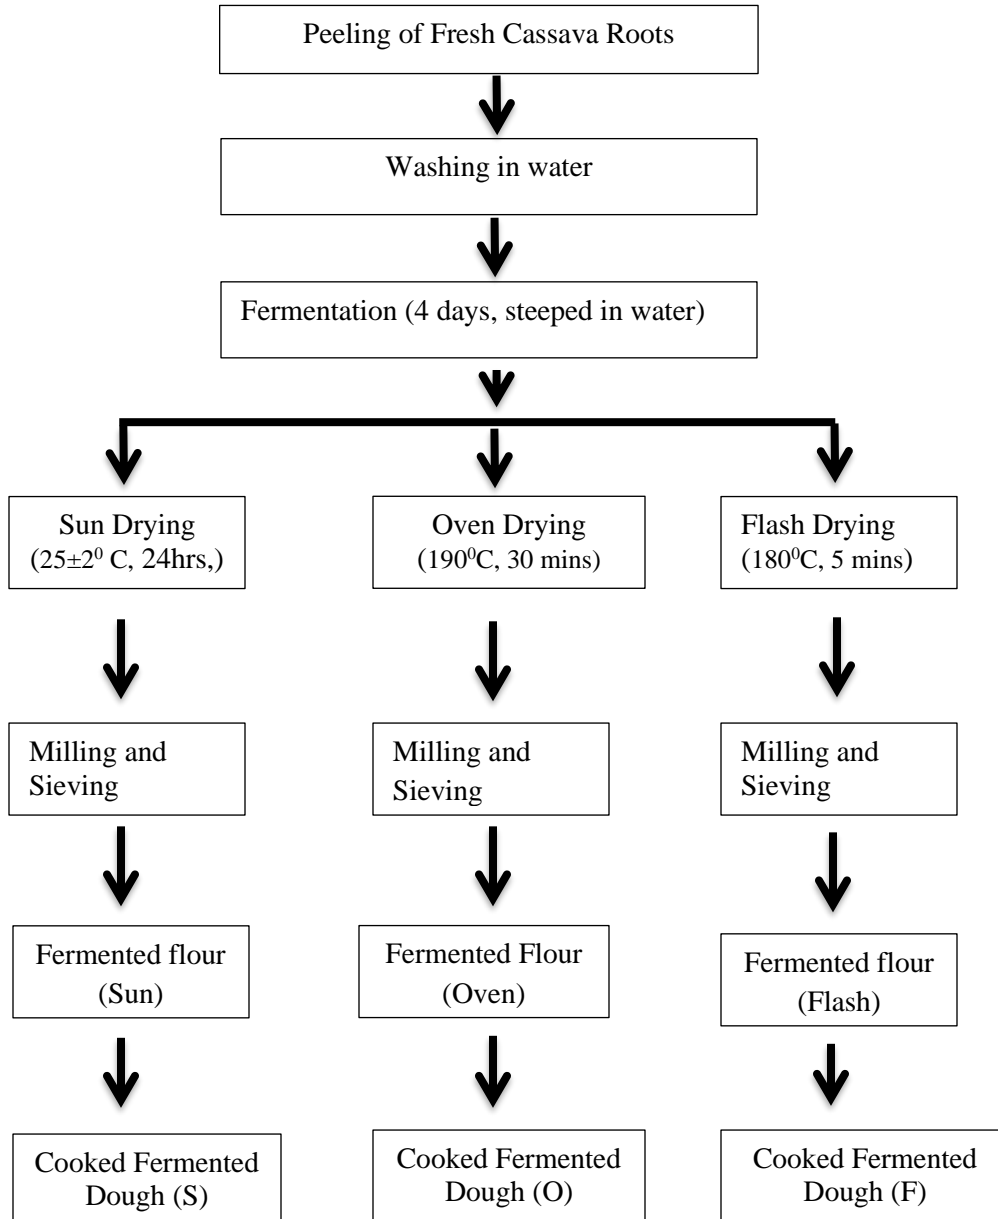 Peeling of Fresh Cassava Roots
Washing in water
Fermentation (4 days, steeped in water)
Sun Drying
(25±2⁰ C, 24hrs,)
Oven Drying
(190⁰C, 30 mins)
Flash Drying
(180⁰C, 5 mins)
Milling and
Sieving
Milling and
Sieving
Milling and
Sieving
Fermented flour
(Sun)
Fermented Flour
(Oven)
Fermented flour
(Flash)
Cooked Fermented
Dough (S)
Cooked Fermented
Dough (O)
Cooked Fermented
Dough (F)